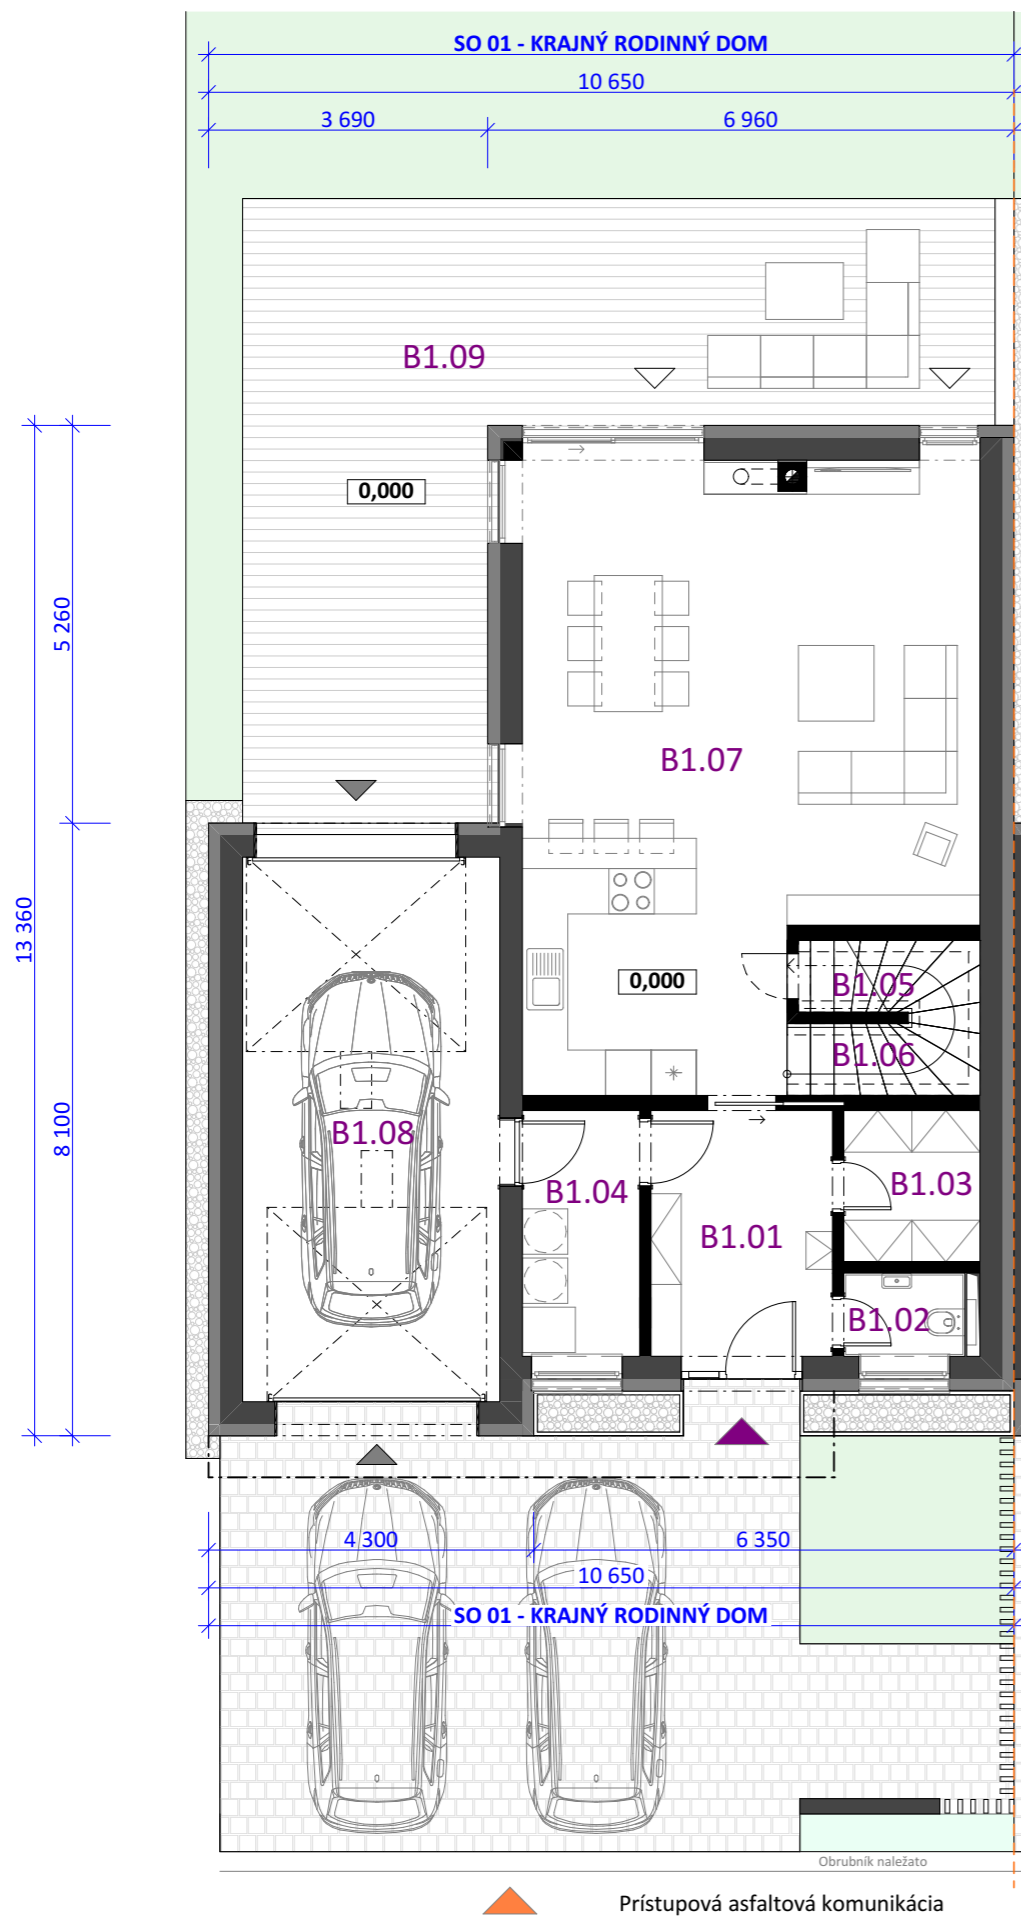 SO 01 - KRAJNÝ RODINNÝ DOM
10 650
3 690
6 960
B1.09
0,000
5 260
13 360
8 100
B1.07
0,000
B1.05
B1.06
B1.08
B1.04
B1.03
B1.01
B1.02
4 300
6 350
10 650
SO 01 - KRAJNÝ RODINNÝ DOM
Obrubník naležato
Prístupová asfaltová komunikácia